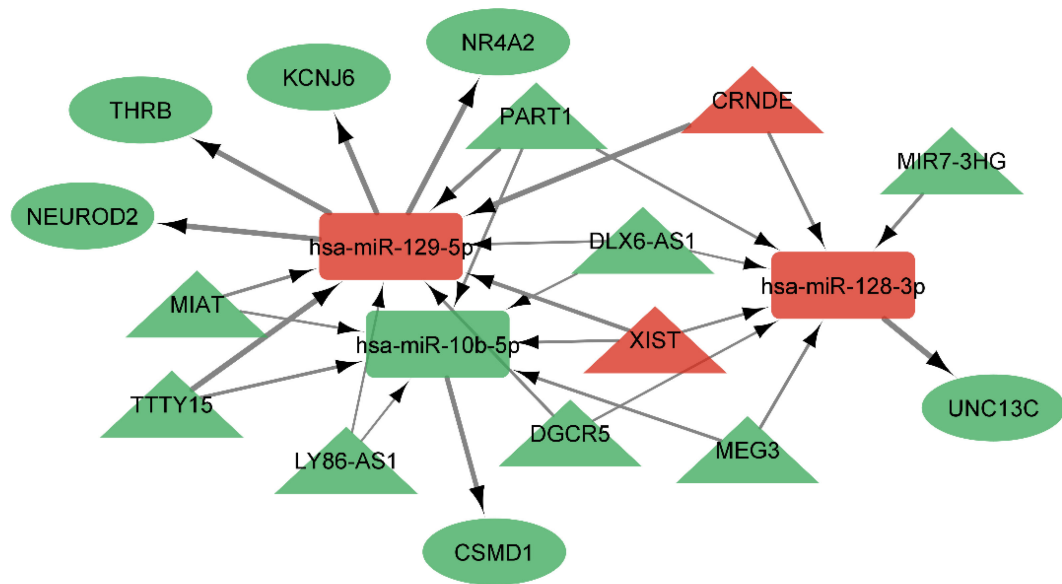 NR4A2
KCNJ6
CRNDE
THRB
PART1
MIR7-3HG
NEUROD2
hsa-miR-129-5p
DLX6-AS1
hsa-miR-128-3p
MIAT
hsa-miR-10b-5p
XIST
TTTY15
UNC13C
DGCR5
MEG3
LY86-AS1
CSMD1